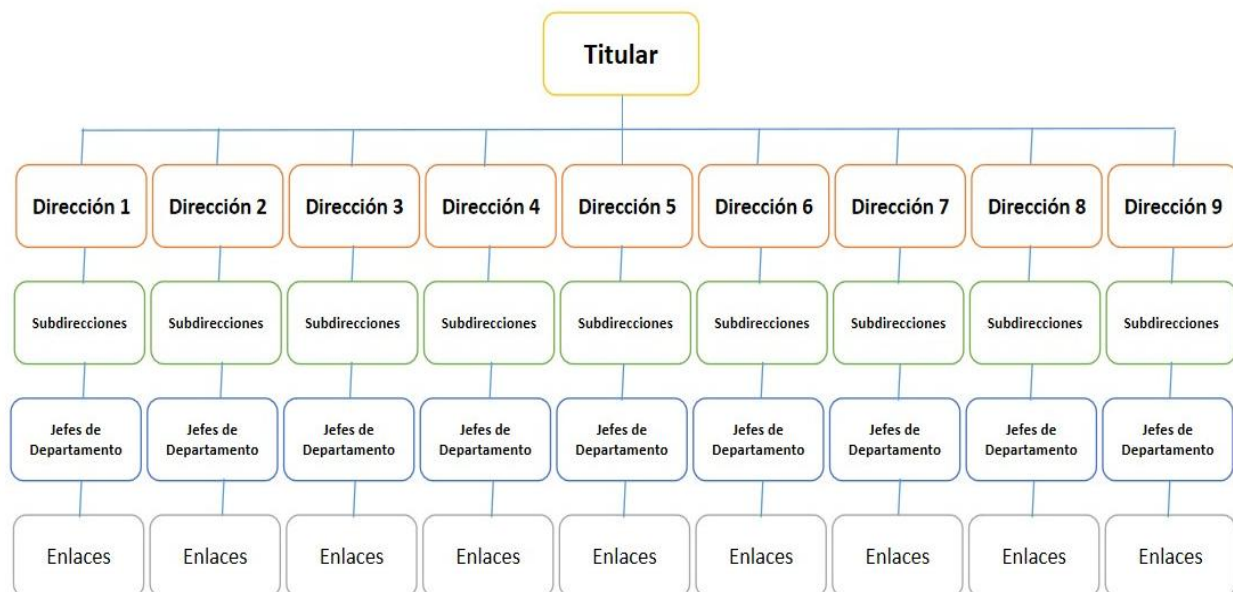 Titular
Dirección 1
Dirección 2
Dirección 3
Dirección 4
Dirección 5
Dirección 6
Dirección 7
Dirección 8
Dirección 9
Subdirecciones
Subdirecciones
Subdirecciones
Subdirecciones
Subdirecciones
Subdirecciones
Subdirecciones
Subdirecciones
Subdirecciones
Jefes de
Departamento
Jefes de
Departamento
Jefes de
Departamento
Jefes de
Departamento
Jefes de
Departamento
Jefes de
Departamento
Jefes de
Departamento
Jefes de
Departamento
Jefes de
Departamento
Enlaces
Enlaces
Enlaces
Enlaces
Enlaces
Enlaces
Enlaces
Enlaces
Enlaces